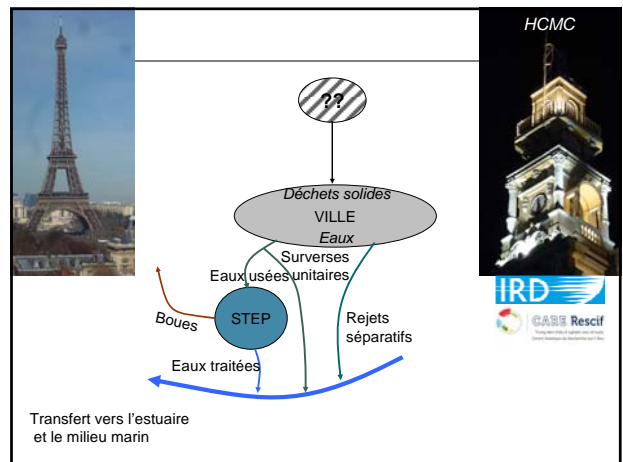 HCMC
??
Déchets solides
VILLE
Eaux
Surverses
unitaires
Eaux usées
STEP
Boues
Rejets
séparatifs
Eaux traitées
Transfert vers l'estuaire
et le milieu marin
IRD
CARE Rescif